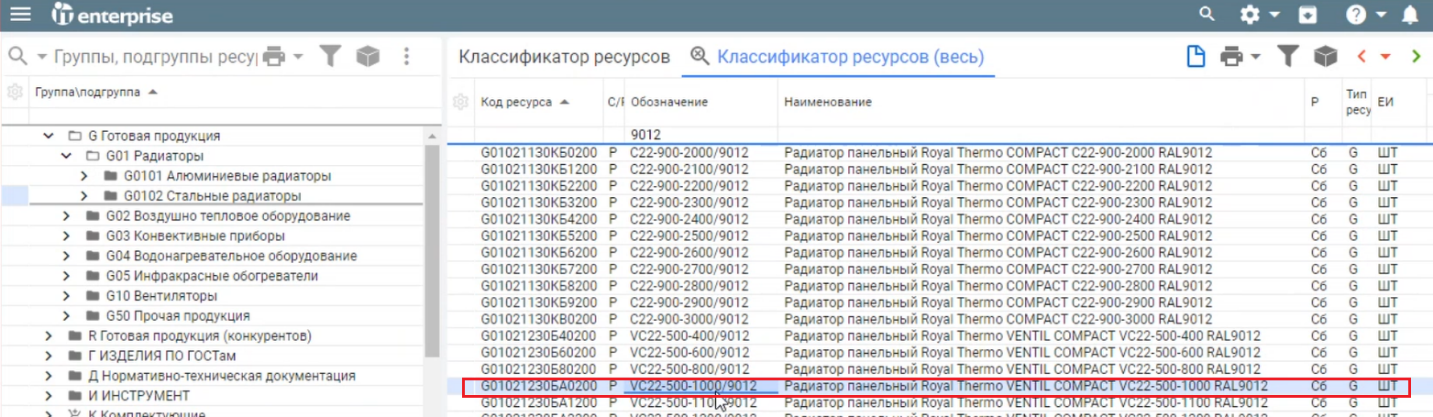 enterprise
Группы, подгруппы ресу
Классификатор ресурсов Классификатор ресурсов (весь)
Группа\подгруппа
G Готовая продукция
G01 Радиаторы
G0101 Алюминиевые радиаторы
G0102 Стальные радиаторы
G02 Воздушно тепловое оборудование
G03 Конвективные приборы
G04 Водонагревательное оборудование
G05 Инфракрасные обогреватели
G10 Вентиляторы
G50 Прочая продукция
R Готовая продукция (конкурентов)
Г ИЗДЕЛИЯ ПО ГОСТам
Д Нормативно-техническая документация
И ИНСТРУМЕНТ
К Комплектующие
Код ресурса С/Р Обозначение Наименование Р Тип ресу ЕИ
9012
G01021130КБ0200 Р C22-900-2000/9012 Радиатор панельный Royal Thermo COMPACT C22-900-2000 RAL9012 Сб G ШТ
G01021130КБ1200 Р C22-900-2100/9012 Радиатор панельный Royal Thermo COMPACT C22-900-2100 RAL9012 Сб G ШТ
G01021130КБ2200 Р C22-900-2200/9012 Радиатор панельный Royal Thermo COMPACT C22-900-2200 RAL9012 Сб G ШТ
G01021130КБ3200 Р C22-900-2300/9012 Радиатор панельный Royal Thermo COMPACT C22-900-2300 RAL9012 Сб G ШТ
G01021130КБ4200 Р C22-900-2400/9012 Радиатор панельный Royal Thermo COMPACT C22-900-2400 RAL9012 Сб G ШТ
G01021130КБ5200 Р C22-900-2500/9012 Радиатор панельный Royal Thermo COMPACT C22-900-2500 RAL9012 Сб G ШТ
G01021130КБ6200 Р C22-900-2600/9012 Радиатор панельный Royal Thermo COMPACT C22-900-2600 RAL9012 Сб G ШТ
G01021130КБ7200 Р C22-900-2700/9012 Радиатор панельный Royal Thermo COMPACT C22-900-2700 RAL9012 Сб G ШТ
G01021130КБ8200 Р C22-900-2800/9012 Радиатор панельный Royal Thermo COMPACT C22-900-2800 RAL9012 Сб G ШТ
G01021130КБ9200 Р C22-900-2900/9012 Радиатор панельный Royal Thermo COMPACT C22-900-2900 RAL9012 Сб G ШТ
G01021130КВ0200 Р C22-900-3000/9012 Радиатор панельный Royal Thermo COMPACT C22-900-3000 RAL9012 Сб G ШТ
G01021230Б40200 Р VC22-500-400/9012 Радиатор панельный Royal Thermo VENTIL COMPACT VC22-500-400 RAL9012 Сб G ШТ
G01021230Б60200 Р VC22-500-600/9012 Радиатор панельный Royal Thermo VENTIL COMPACT VC22-500-600 RAL9012 Сб G ШТ
G01021230Б80200 Р VC22-500-800/9012 Радиатор панельный Royal Thermo VENTIL COMPACT VC22-500-800 RAL9012 Сб G ШТ
G01021230БА0200 Р VC22-500-1000/9012 Радиатор панельный Royal Thermo VENTIL COMPACT VC22-500-1000 RAL9012 Сб G ШТ
G01021230БА1200 Р VC22-500-1100/9012 Радиатор панельный Royal Thermo VENTIL COMPACT VC22-500-1100 RAL9012 Сб G ШТ